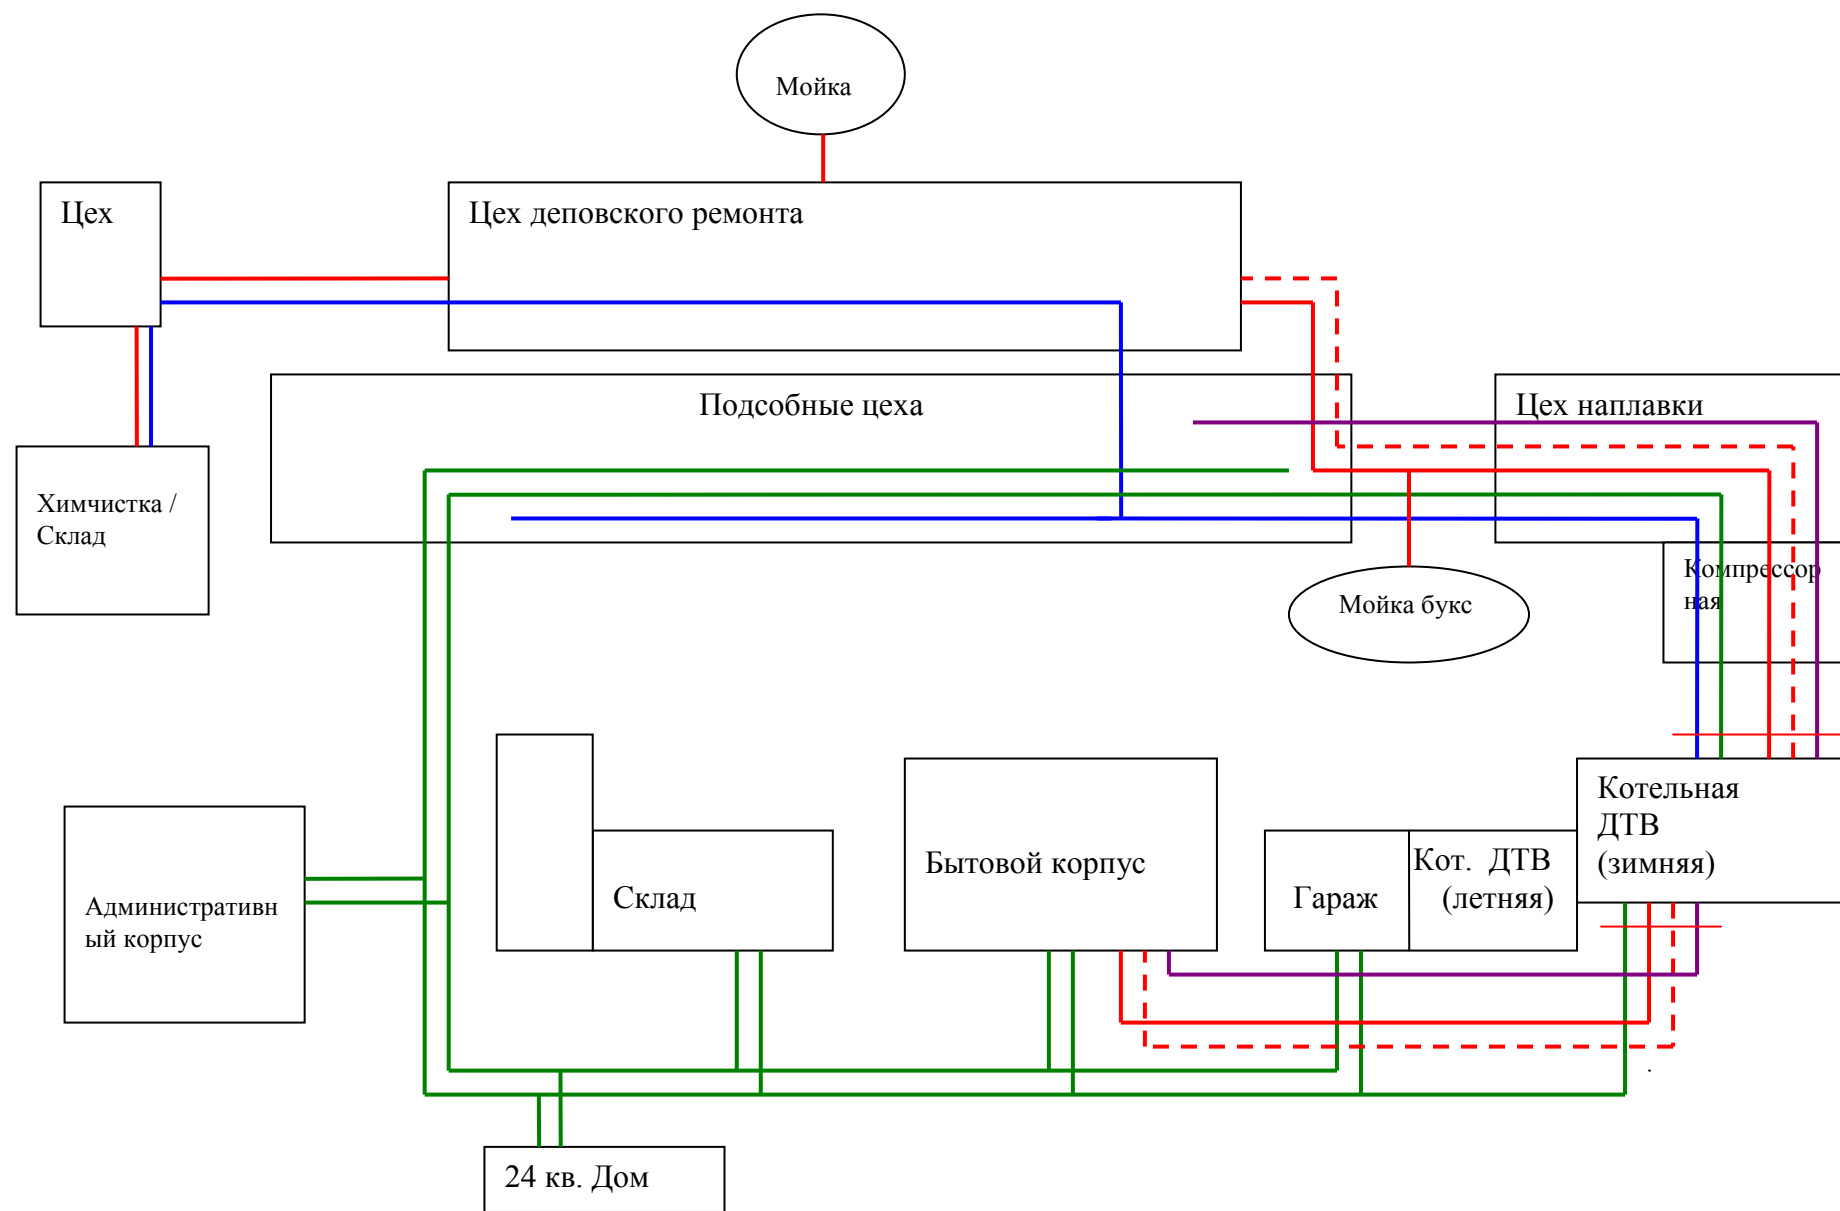 Мойка
Цех
Цех деповского ремонта
Подсобные цеха
Цех наплавки
Химчистка /
Склад
Компрессор
ная
Мойка букс
Котельная
ДТВ
(зимняя)
Бытовой корпус
Кот. ДТВ
(летняя)
Гараж
Склад
Административн
ый корпус
24 кв. Дом